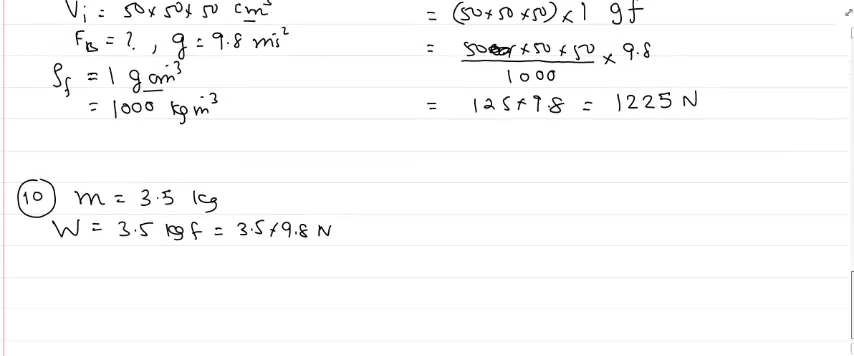 Vi = 50×50×50 cm³
F_B = ? , g = 9.8 ms⁻²
ρ_f = 1 g cm⁻³
= 1000 kg m⁻³
= (50×50×50) × 1 gf
= 50×50×50/1000 × 9.8
= 125×9.8 = 1225 N
(10) m = 3.5 kg
W = 3.5 kgf = 3.5×9.8 N